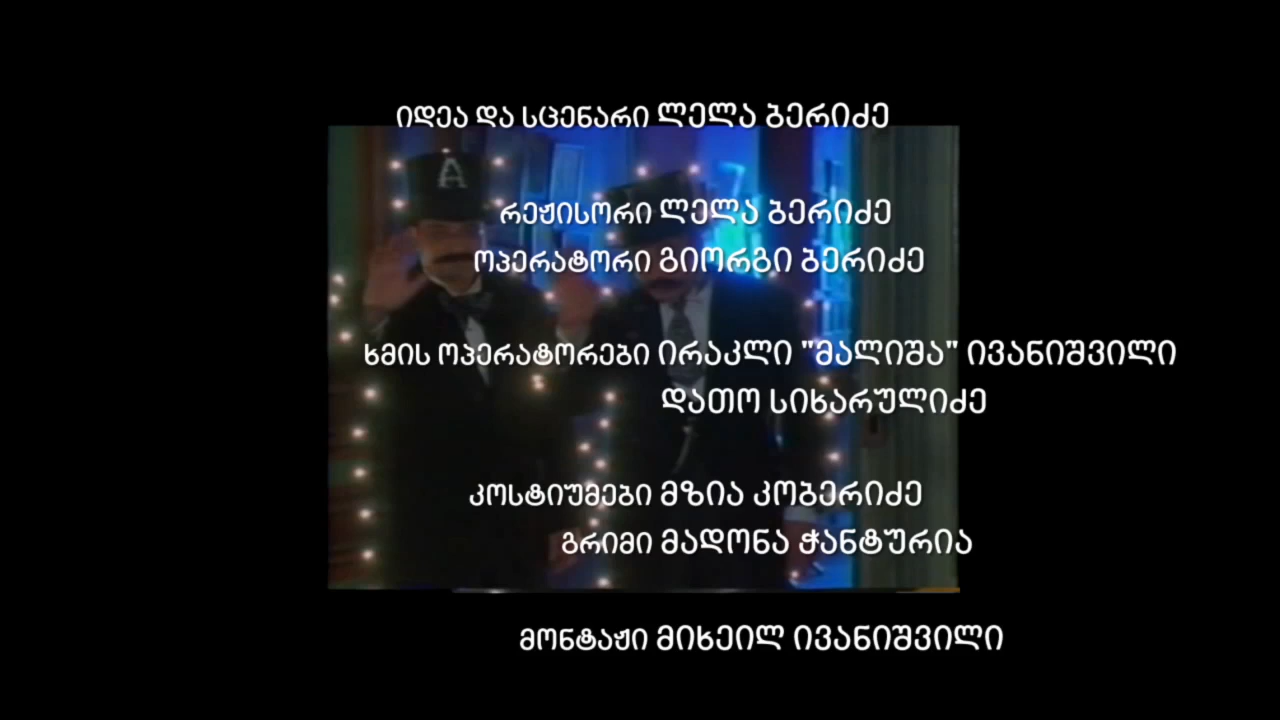 იდეა და სცენარი ლელა ბერიძე
A
რეჟისორი ლელა ბერიძე
ოპერატორი გიორგი ბერიძე
ხმის ოპერატორები ირაკლი "მალიშა" ივანიშვილი
დათო სიხარულიძე
კოსტიუმები მზია კობერიძე
გრიმი მადონა ჭანტურია
მონტაჟი მიხეილ ივანიშვილი